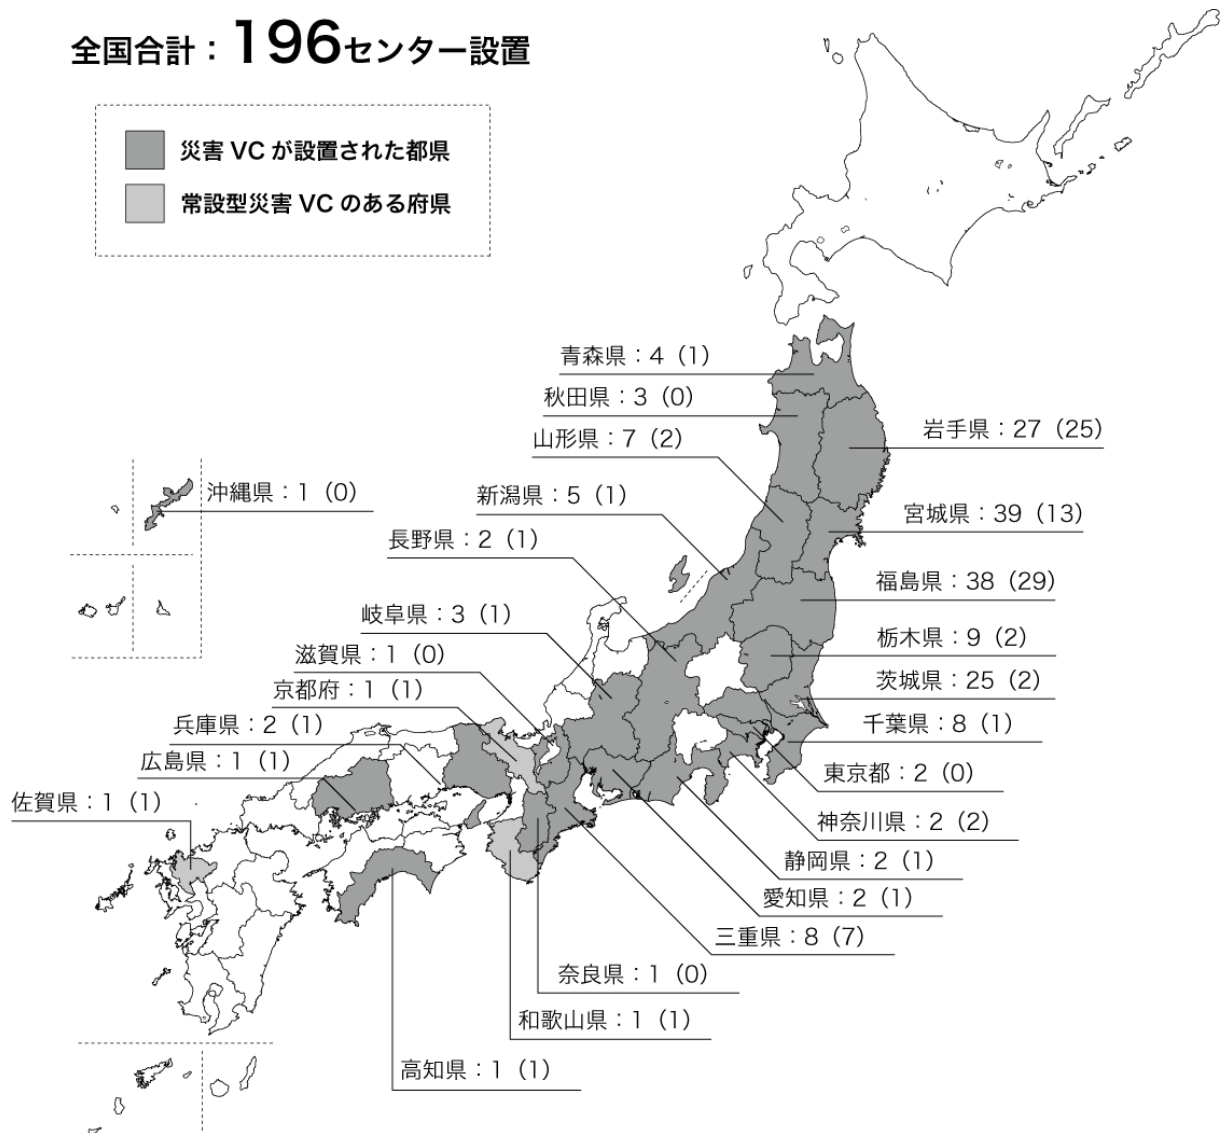 全国合計：196センター設置
災害VCが設置された都県
常設型災害VCのある府県
青森県：4（1）
秋田県：3（0）
山形県：7（2）
岩手県：27（25）
新潟県：5（1）
沖縄県：1（0）
宮城県：39（13）
長野県：2（1）
福島県：38（29）
岐阜県：3（1）
栃木県：9（2）
滋賀県：1（0）
茨城県：25（2）
京都府：1（1）
千葉県：8（1）
兵庫県：2（1）
広島県：1（1）
東京都：2（0）
佐賀県：1（1）
神奈川県：2（2）
静岡県：2（1）
愛知県：2（1）
三重県：8（7）
奈良県：1（0）
和歌山県：1（1）
高知県：1（1）